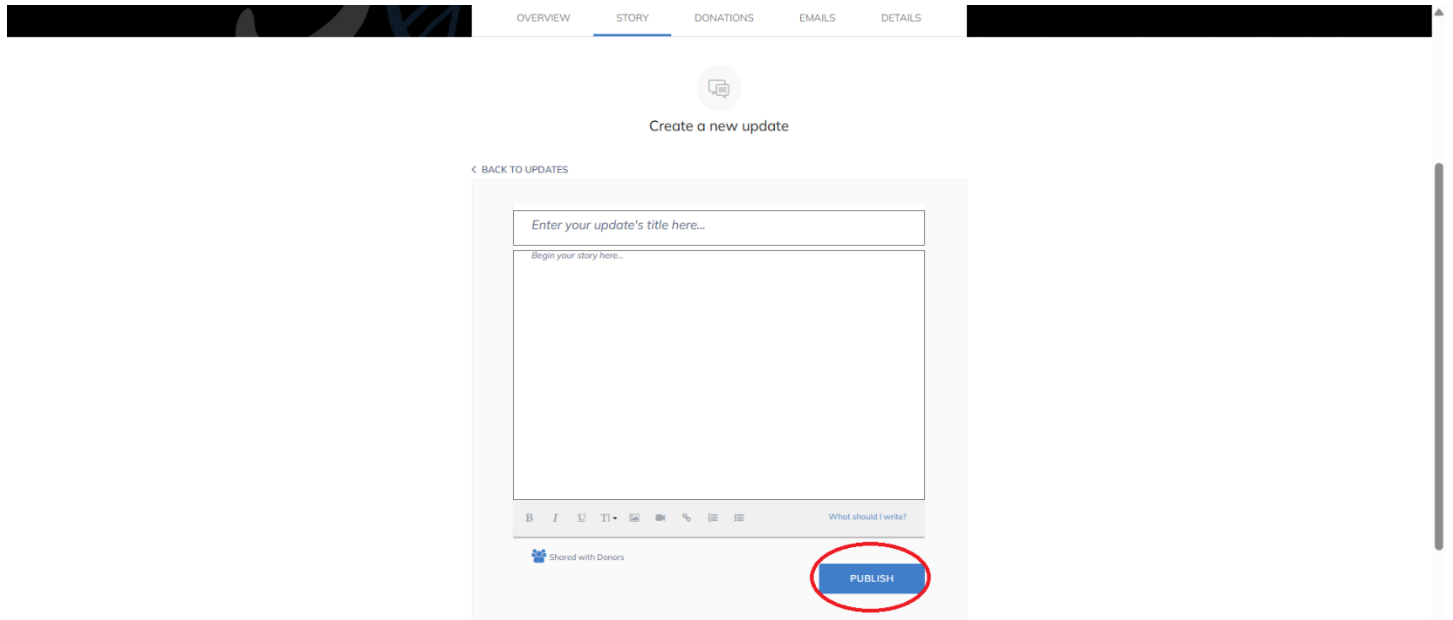 OVERVIEW STORY DONATIONS EMAILS DETAILS
Create a new update
< BACK TO UPDATES
Enter your update's title here...
Begin your story here...
B I U TI What should I write?
Shared with Donors
PUBLISH